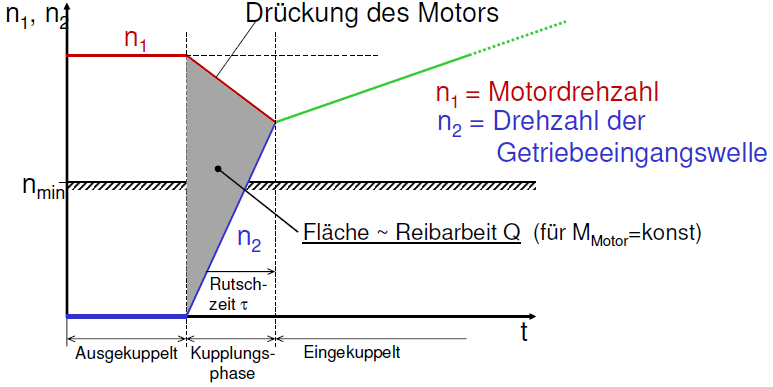 n1, n2
Drückung des Motors
n1
n1 = Motordrehzahl
n2 = Drehzahl der
Getriebeeingangswelle
nmin
n2
Fläche ~ Reibarbeit Q (für MMotor=konst)
Rutsch-
zeit τ
t
Ausgekuppelt
Kupplungs-
phase
Eingekuppelt